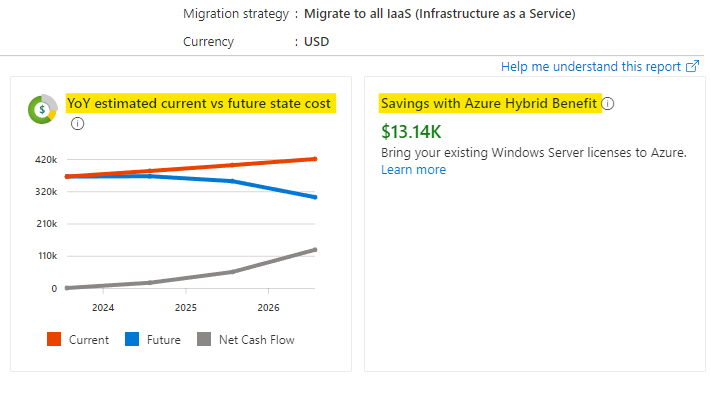 Migration strategy : Migrate to all IaaS (Infrastructure as a Service)
Currency : USD
Help me understand this report
$
YoY estimated current vs future state cost
420k
320k
210k
110k
0
2024 2025 2026
Current Future Net Cash Flow
Savings with Azure Hybrid Benefit
$13.14K
Bring your existing Windows Server licenses to Azure.
Learn more